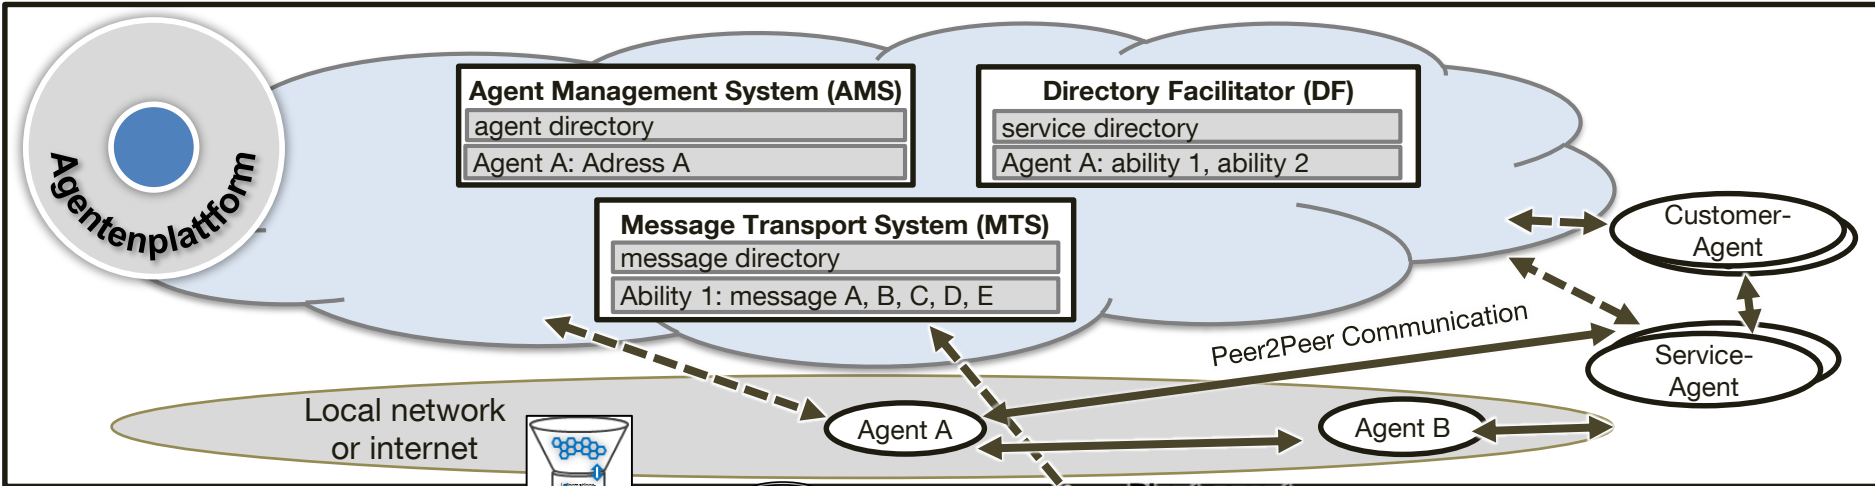 Agentenplattform
Agent Management System (AMS)
agent directory
Agent A: Adress A
Directory Facilitator (DF)
service directory
Agent A: ability 1, ability 2
Message Transport System (MTS)
message directory
Ability 1: message A, B, C, D, E
Customer-
Agent
Peer2Peer Communication
Service-
Agent
Local network
or internet
Agent A
Agent B